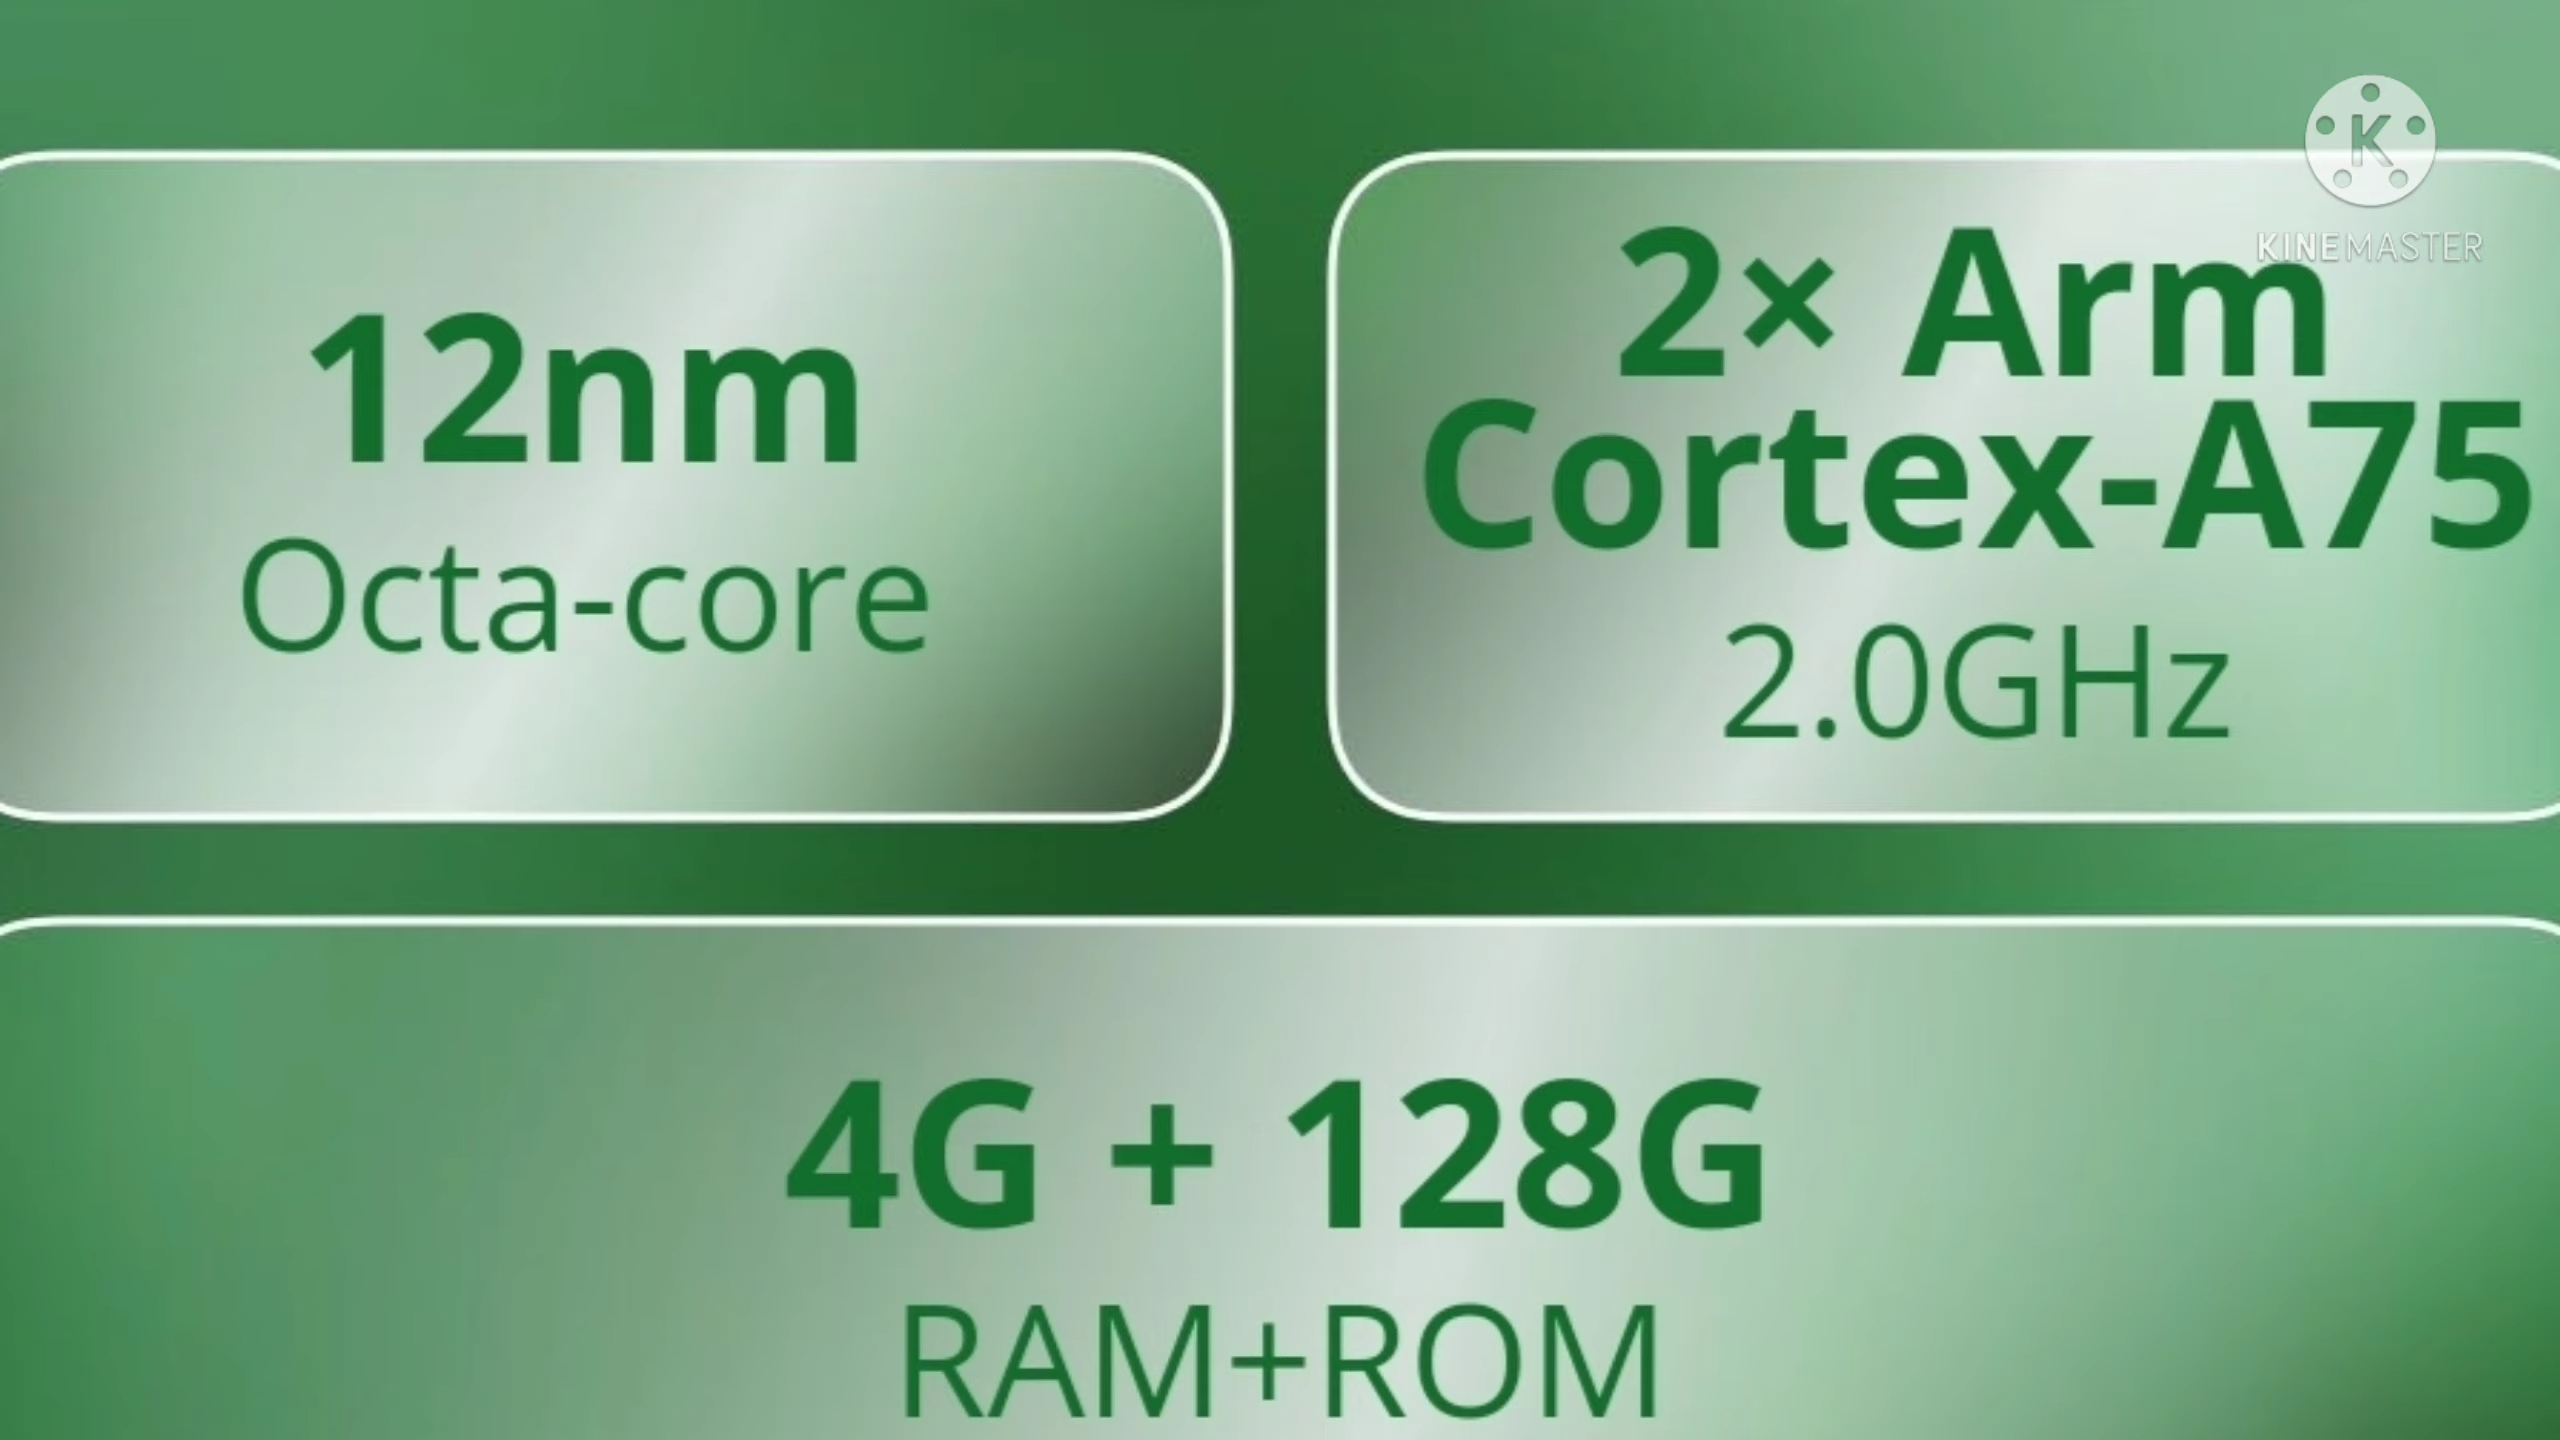 K
KINEMASTER
12nm
Octa-core
2× Arm
Cortex-A75
2.0GHz
4G + 128G
RAM+ROM